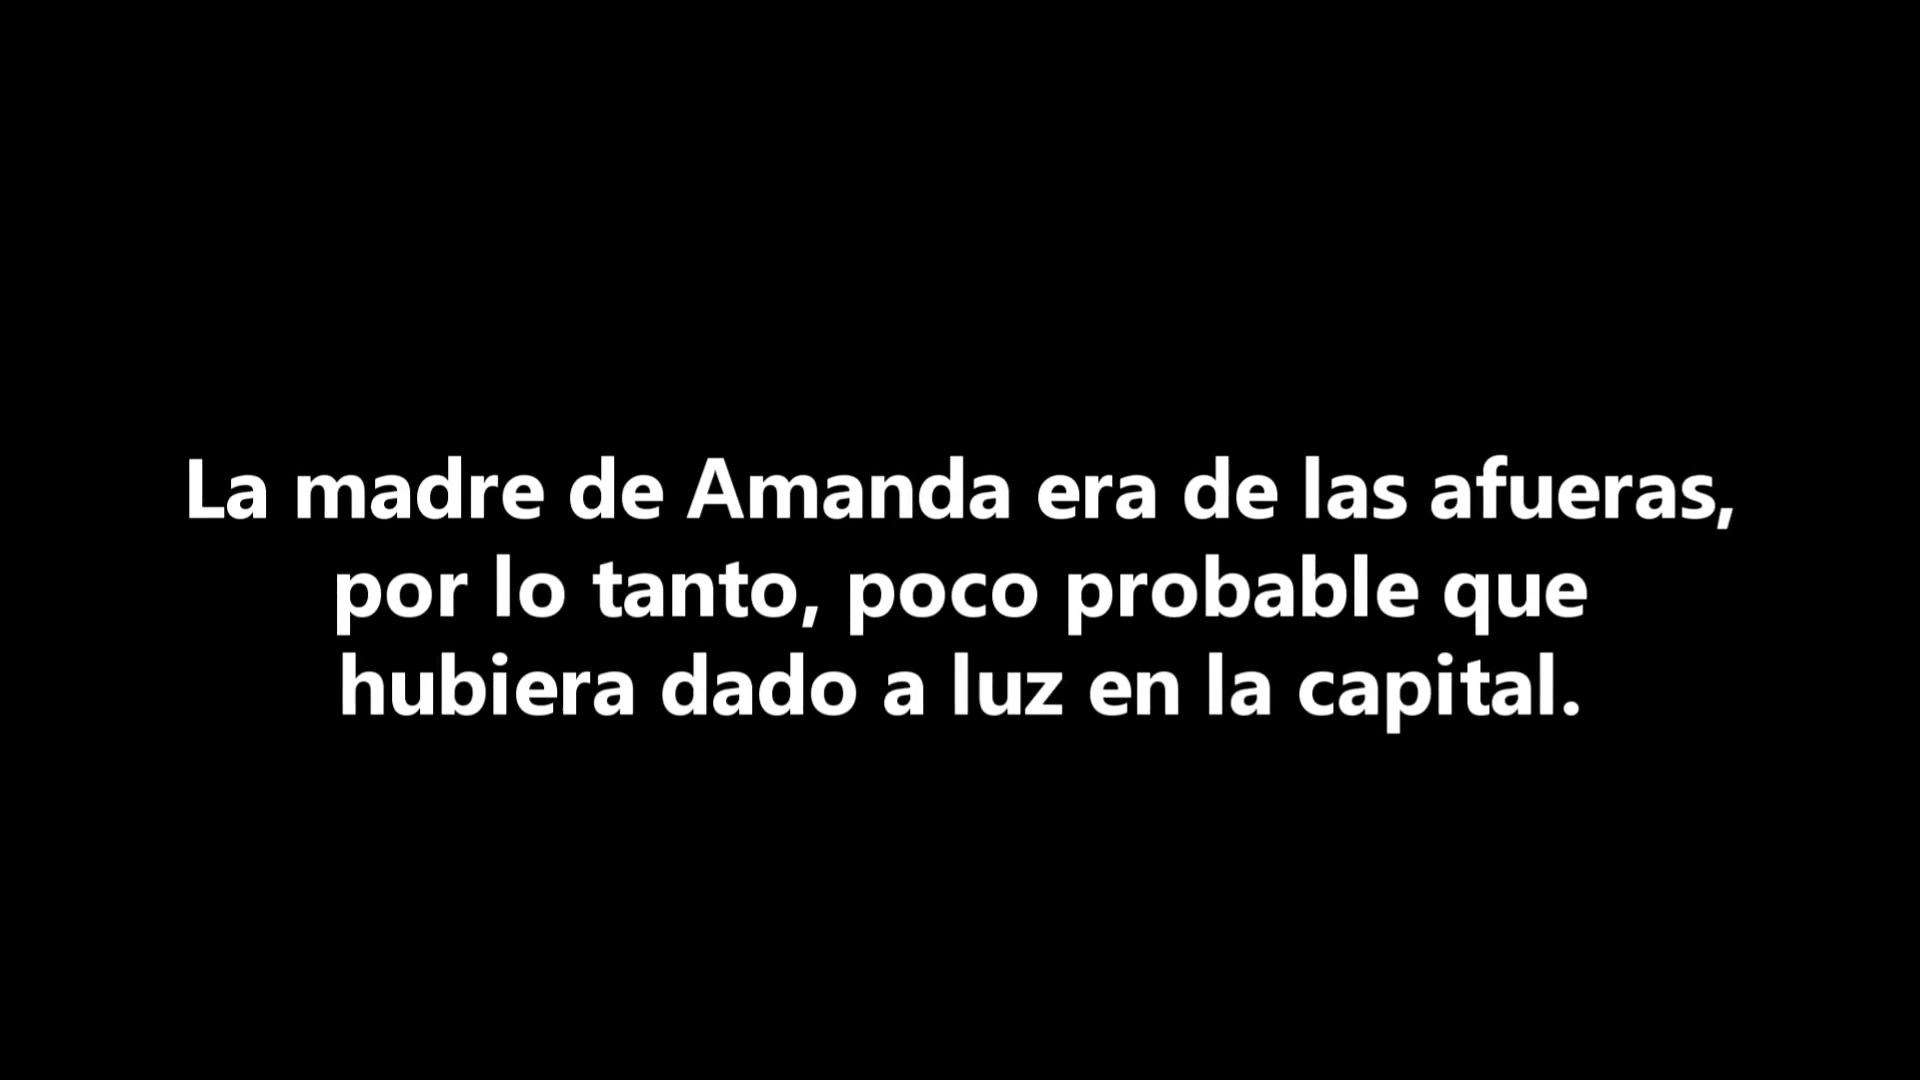 La madre de Amanda era de las afueras,
por lo tanto, poco probable que
hubiera dado a luz en la capital.